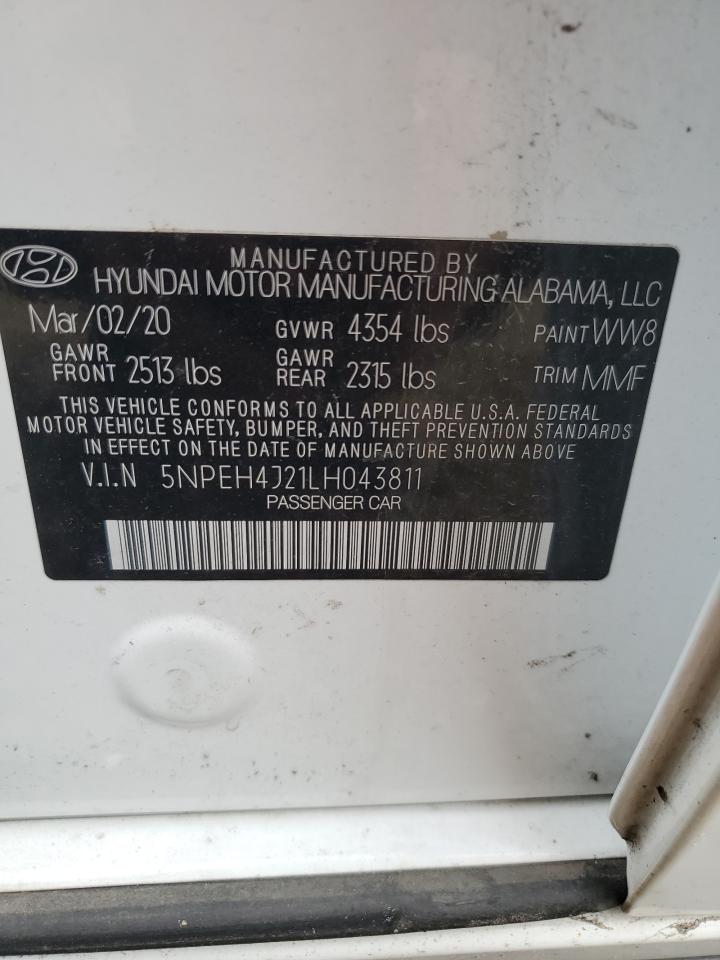 MANUFACTURED BY
HYUNDAI MOTOR MANUFACTURING ALABAMA, LLC
Mar/02/20 GVWR 4354 lbs PAINT WW8
GAWR FRONT 2513 lbs GAWR REAR 2315 lbs TRIM MMF
THIS VEHICLE CONFORMS TO ALL APPLICABLE U.S.A. FEDERAL
MOTOR VEHICLE SAFETY, BUMPER, AND THEFT PREVENTION STANDARDS
IN EFFECT ON THE DATE OF MANUFACTURE SHOWN ABOVE.
V.I.N 5NPEH4J21LH043811
PASSENGER CAR